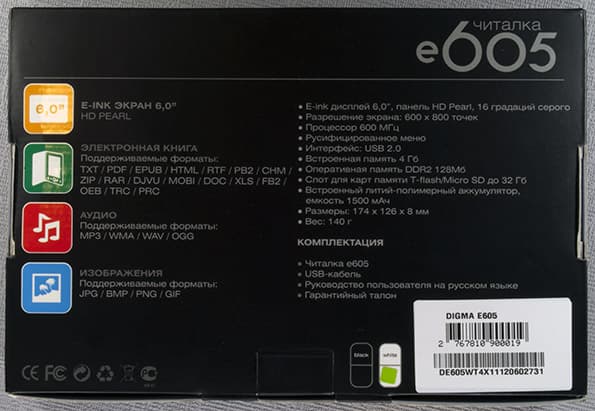 читалка
e605
6,0"
E-INK ЭКРАН 6,0"
HD PEARL
ЭЛЕКТРОННАЯ КНИГА
Поддерживаемые форматы:
TXT / PDF / EPUB / HTML / RTF / PB2 / CHM /
ZIP / RAR / DJVU / MOBI / DOC / XLS / FB2 /
OEB / TRC / PRC
АУДИО
Поддерживаемые форматы:
MP3 / WMA / WAV / OGG
ИЗОБРАЖЕНИЯ
Поддерживаемые форматы:
JPG / BMP / PNG / GIF
• E-ink дисплей 6,0", панель HD Pearl, 16 градаций серого
• Разрешение экрана: 600 x 800 точек
• Процессор 600 МГц
• Русифицированное меню
• Интерфейс: USB 2.0
• Встроенная память 4 Гб
• Оперативная память DDR2 128Мб
• Слот для карт памяти T-flash/Micro SD до 32 Гб
• Встроенный литий-полимерный аккумулятор,
емкость 1500 мАч
• Размеры: 174 x 126 x 8 мм
• Вес: 140 г
КОМПЛЕКТАЦИЯ
• Читалка e605
• USB-кабель
• Руководство пользователя на русском языке
• Гарантийный талон
black
white
DIGMA E605
2 767810 900019
DE605WT4X11120602731